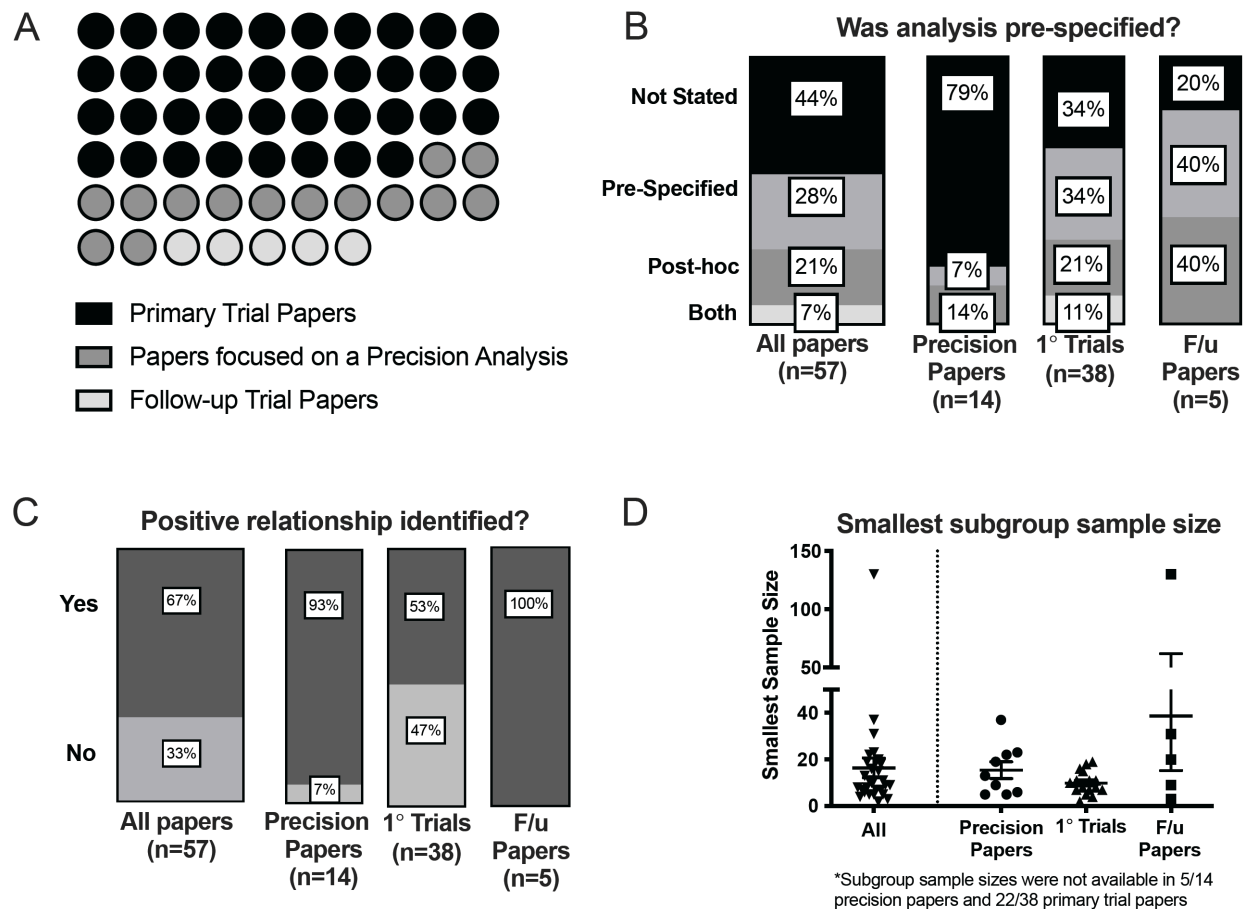 A
Primary Trial Papers
Papers focused on a Precision Analysis
Follow-up Trial Papers
B
Was analysis pre-specified?
Not Stated
Pre-Specified
Post-hoc
Both
44%
28%
21%
7%
79%
7%
14%
34%
34%
21%
11%
20%
40%
40%
All papers
(n=57)
Precision
Papers
(n=14)
1° Trials
(n=38)
F/u
Papers
(n=5)
C
Positive relationship identified?
Yes
No
67%
33%
93%
7%
53%
47%
100%
All papers
(n=57)
Precision
Papers
(n=14)
1° Trials
(n=38)
F/u
Papers
(n=5)
D
Smallest subgroup sample size
Smallest Sample Size
150
100
50
40
20
0
All
Precision
Papers
1° Trials
F/u
Papers
*Subgroup sample sizes were not available in 5/14
precision papers and 22/38 primary trial papers